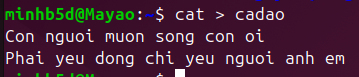 minhb5d@Mayao:~$ cat > cadao
Con nguoi muon song con oi
Phai yeu dong chi yeu nguoi anh em